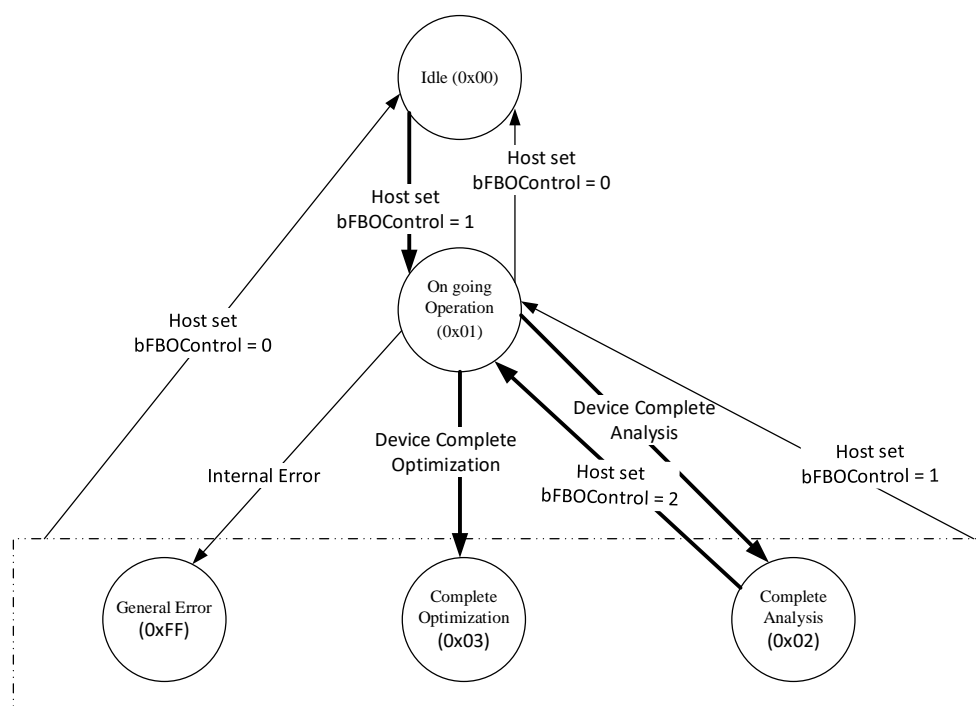 Idle (0x00)
Host set
bFBOControl = 0
Host set
bFBOControl = 1
On going
Operation
(0x01)
Host set
bFBOControl = 0
Device Complete
Analysis
Device Complete
Optimization
Host set
bFBOControl = 1
Internal Error
Host set
bFBOControl = 2
General Error
(0xFF)
Complete
Optimization
(0x03)
Complete
Analysis
(0x02)